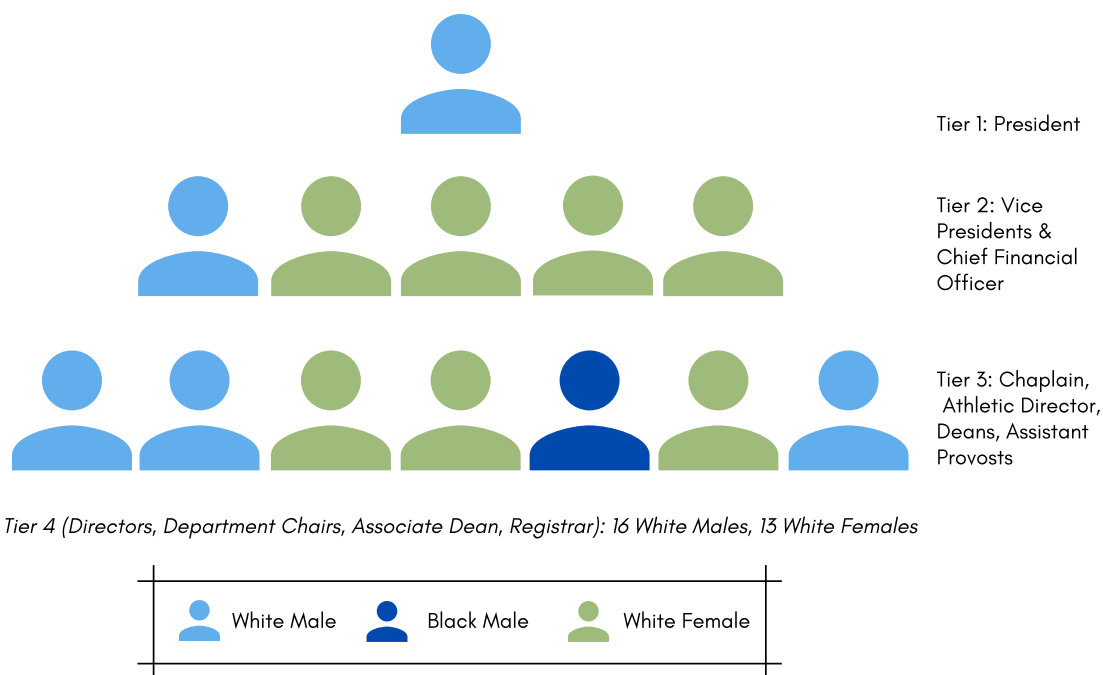 Tier 1: President
Tier 2: Vice
Presidents &
Chief Financial
Officer
Tier 3: Chaplain,
Athletic Director,
Deans, Assistant
Provosts
Tier 4 (Directors, Department Chairs, Associate Dean, Registrar): 16 White Males, 13 White Females
White Male
Black Male
White Female